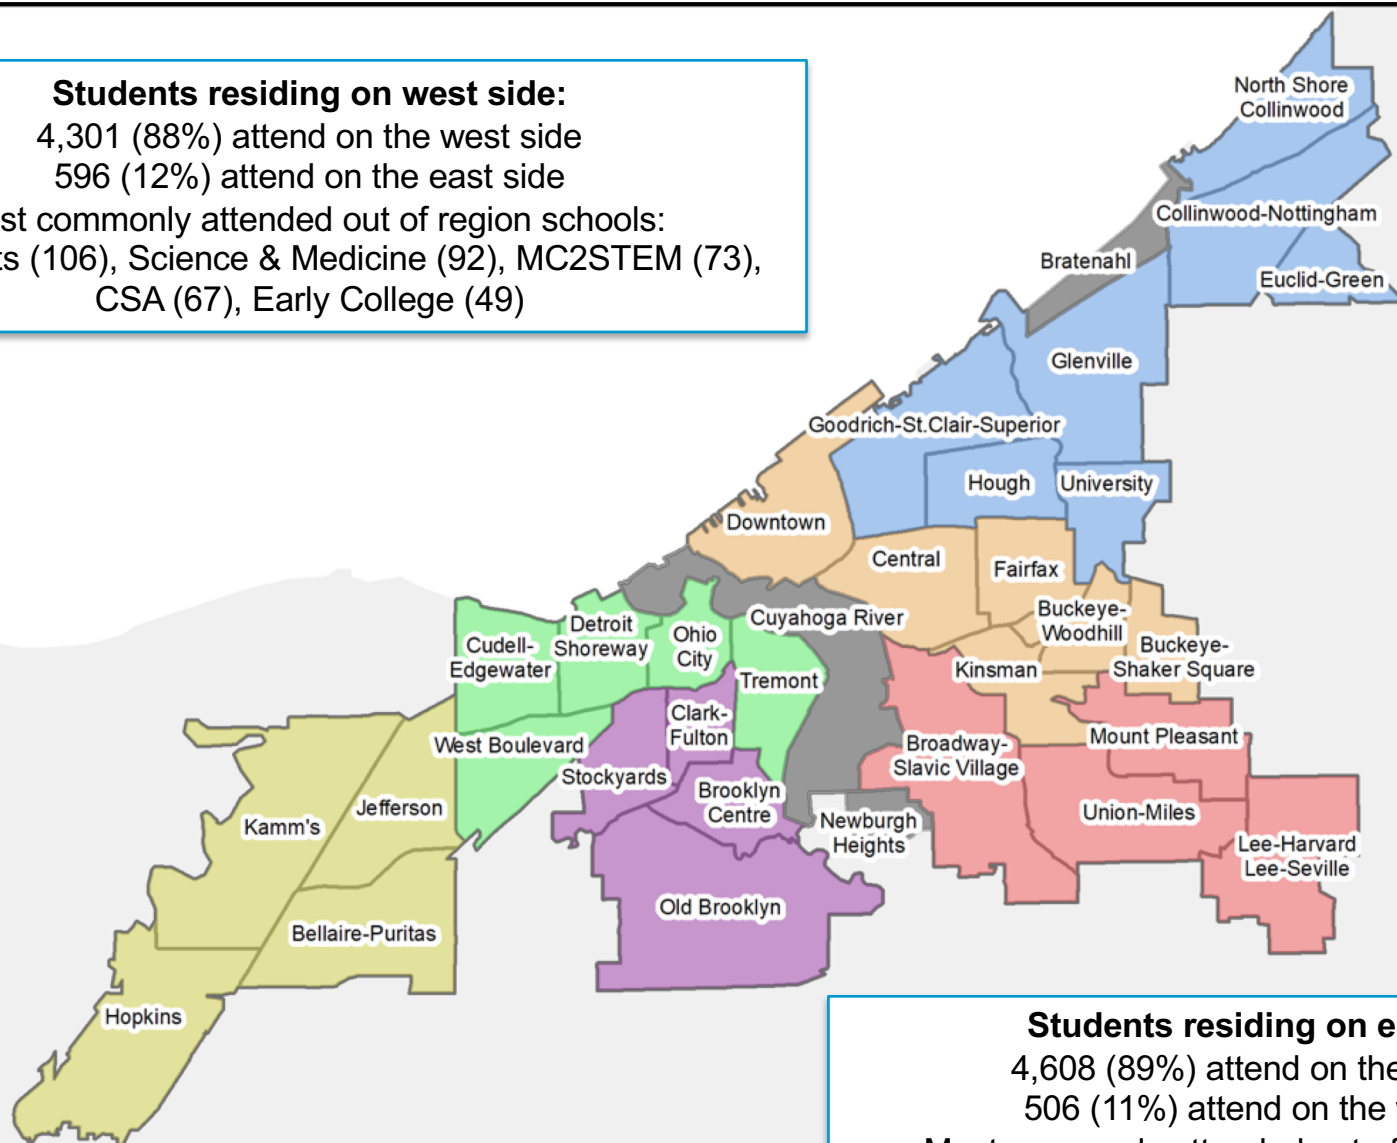 Students residing on west side:
4,301 (88%) attend on the west side
596 (12%) attend on the east side
commonly attended out of region schools:
(106), Science & Medicine (92), MC2STEM (73),
CSA (67), Early College (49)
North Shore
Collinwood
Collinwood-Nottingham
Bratenahl
Euclid-Green
Glenville
Goodrich-St.Clair-Superior
Hough
University
Downtown
Central
Fairfax
Cuyahoga River
Buckeye-
Woodhill
Buckeye-
Shaker Square
Kinsman
Detroit
Shoreway
Ohio
City
Cudell-
Edgewater
Tremont
Clark-
Fulton
West Boulevard
Stockyards
Broadway-
Slavic Village
Mount Pleasant
Jefferson
Kamm's
Brooklyn
Centre
Newburgh
Heights
Union-Miles
Lee-Harvard
Lee-Seville
Old Brooklyn
Bellaire-Puritas
Hopkins
Students residing on
4,608 (89%) attend on the
506 (11%) attend on the